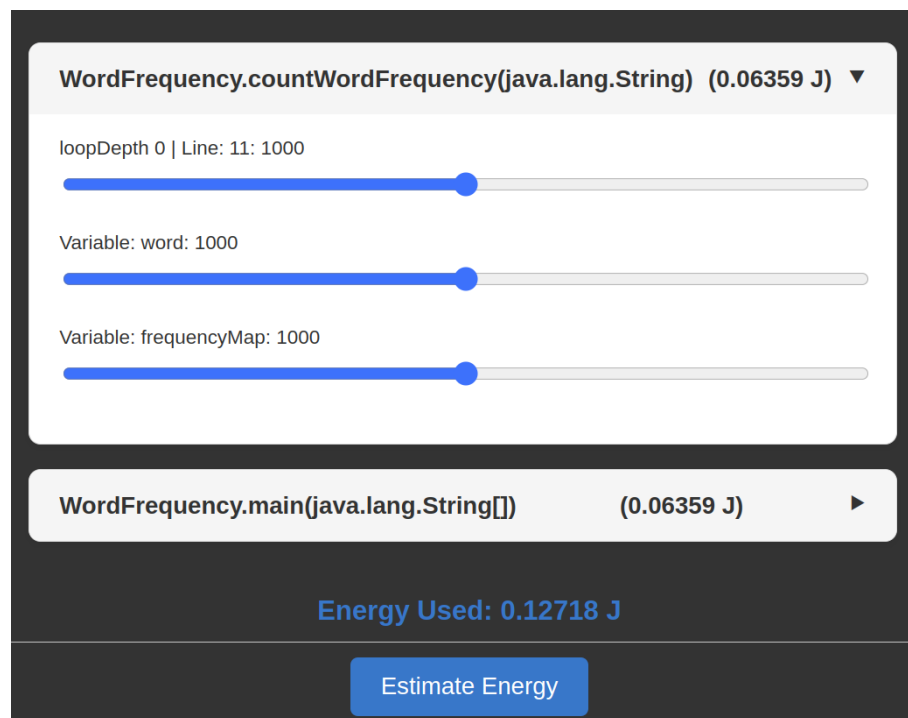 WordFrequency.countWordFrequency(java.lang.String) (0.06359 J) ▼
loopDepth 0 | Line: 11: 1000
Variable: word: 1000
Variable: frequencyMap: 1000
WordFrequency.main(java.lang.String[]) (0.06359 J) ▶
Energy Used: 0.12718 J
Estimate Energy